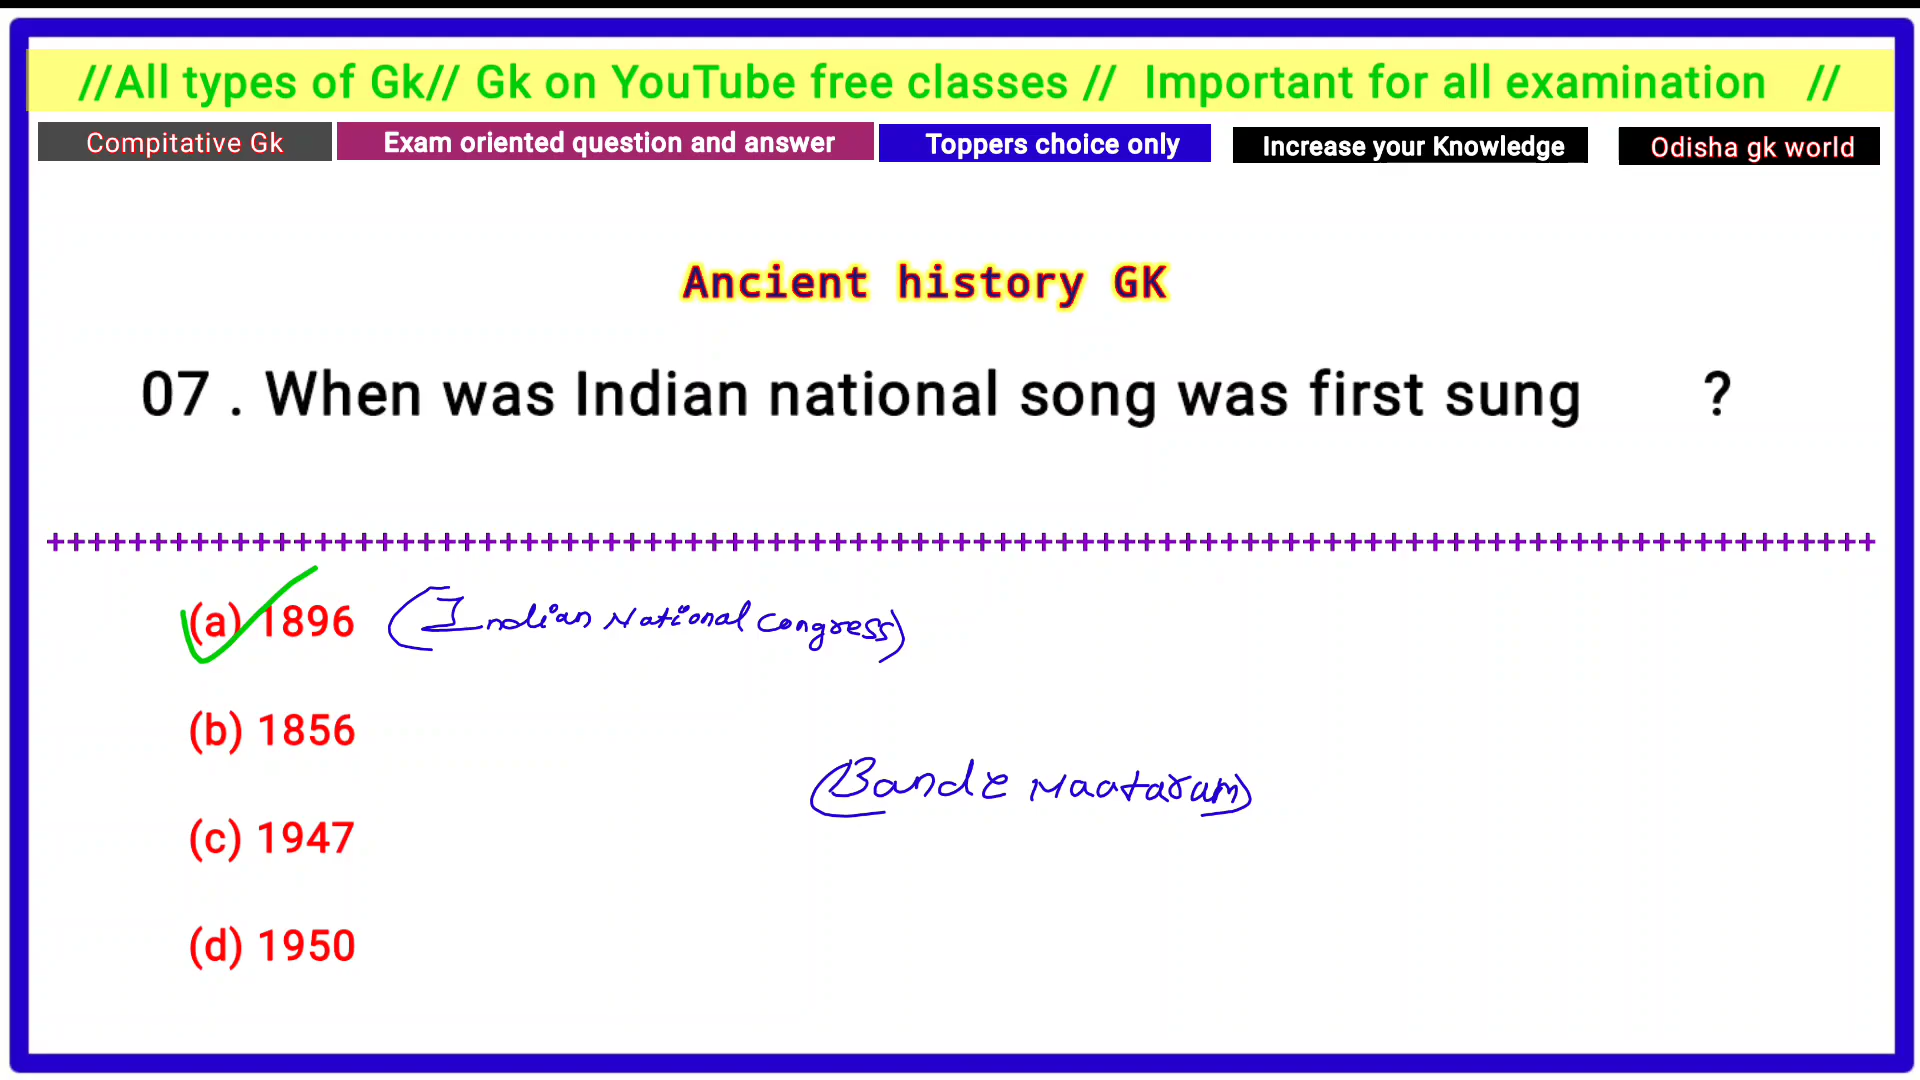 //All types of Gk// Gk on YouTube free classes // Important for all examination //
Compitative Gk Exam oriented question and answer Toppers choice only Increase your Knowledge Odisha gk world
Ancient history GK
07 . When was Indian national song was first sung ?
++++++++++++++++++++++++++++++++++++++++++++++++++++++++++++++++++++++++++++++++++++++++
(a) 1896 (Indian National Congress)
(b) 1856
(Bande Maataram)
(c) 1947
(d) 1950